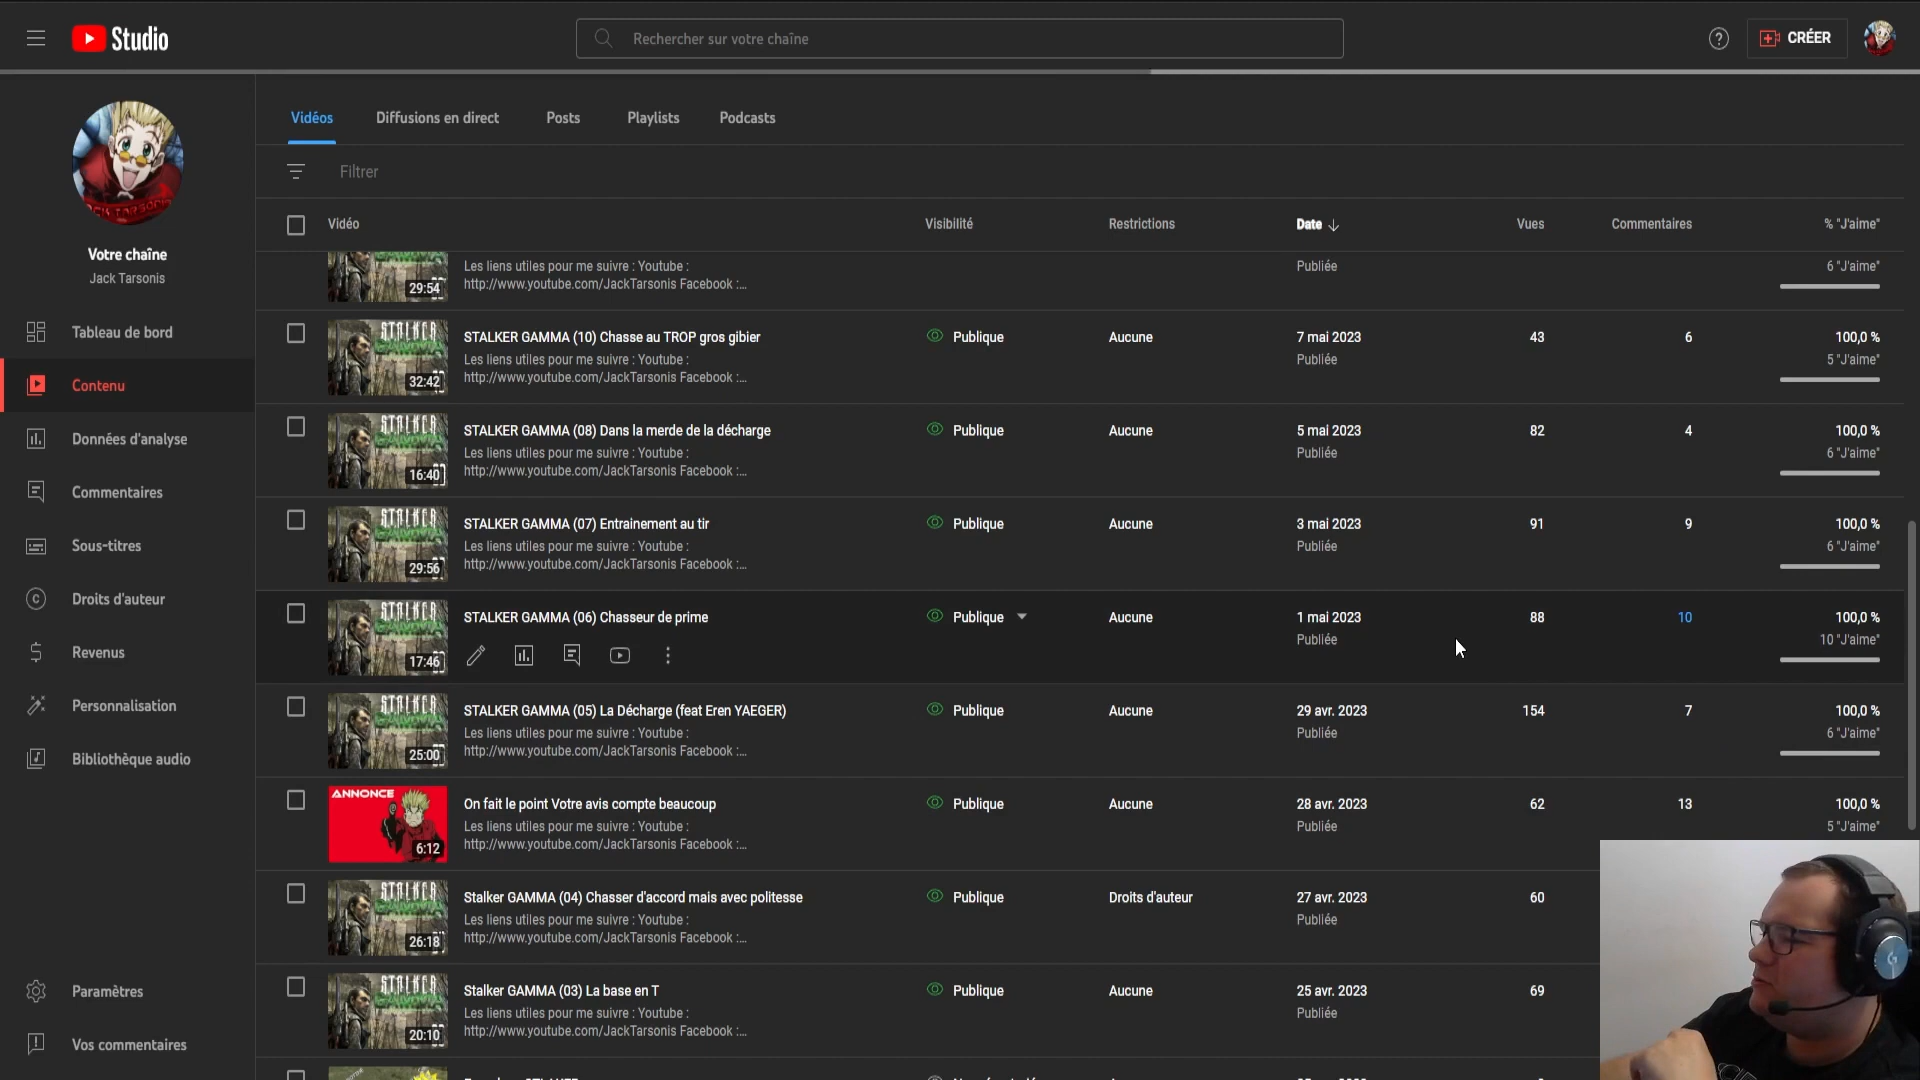 Studio
Rechercher sur votre chaîne
CRÉER
Votre chaîne
Jack Tarsonis
Tableau de bord
Contenu
Données d'analyse
Commentaires
Sous-titres
Droits d'auteur
Revenus
Personnalisation
Bibliothèque audio
Paramètres
Vos commentaires
Vidéos Diffusions en direct Posts Playlists Podcasts
Filtrer
Vidéo Visibilité Restrictions Date Vues Commentaires % "J'aime"
29:54
Les liens utiles pour me suivre : Youtube : Publiée 6 "J'aime"
http://www.youtube.com/JackTarsonis Facebook :...
STALKER GAMMA (10) Chasse au TROP gros gibier Publique Aucune 7 mai 2023 43 6 100,0 %
Les liens utiles pour me suivre : Youtube : Publiée 5 "J'aime"
http://www.youtube.com/JackTarsonis Facebook :...
STALKER GAMMA 32:42
STALKER GAMMA (08) Dans la merde de la décharge Publique Aucune 5 mai 2023 82 4 100,0 %
Les liens utiles pour me suivre : Youtube : Publiée 6 "J'aime"
http://www.youtube.com/JackTarsonis Facebook :...
STALKER GAMMA 16:40
STALKER GAMMA (07) Entrainement au tir Publique Aucune 3 mai 2023 91 9 100,0 %
Les liens utiles pour me suivre : Youtube : Publiée 6 "J'aime"
http://www.youtube.com/JackTarsonis Facebook :...
STALKER GAMMA 29:56
STALKER GAMMA (06) Chasseur de prime Publique Aucune 1 mai 2023 88 10 100,0 %
Publiée 10 "J'aime"
STALKER GAMMA 17:46
STALKER GAMMA (05) La Décharge (feat Eren YAEGER) Publique Aucune 29 avr. 2023 154 7 100,0 %
Les liens utiles pour me suivre : Youtube : Publiée 6 "J'aime"
http://www.youtube.com/JackTarsonis Facebook :...
STALKER GAMMA 25:00
On fait le point Votre avis compte beaucoup Publique Aucune 28 avr. 2023 62 13 100,0 %
Les liens utiles pour me suivre : Youtube : Publiée 5 "J'aime"
http://www.youtube.com/JackTarsonis Facebook :...
ANNONCE 6:12
Stalker GAMMA (04) Chasser d'accord mais avec politesse Publique Droits d'auteur 27 avr. 2023 60
Les liens utiles pour me suivre : Youtube : Publiée
http://www.youtube.com/JackTarsonis Facebook :...
STALKER GAMMA 26:18
Stalker GAMMA (03) La base en T Publique Aucune 25 avr. 2023 69
Les liens utiles pour me suivre : Youtube : Publiée
http://www.youtube.com/JackTarsonis Facebook :...
STALKER GAMMA 20:10